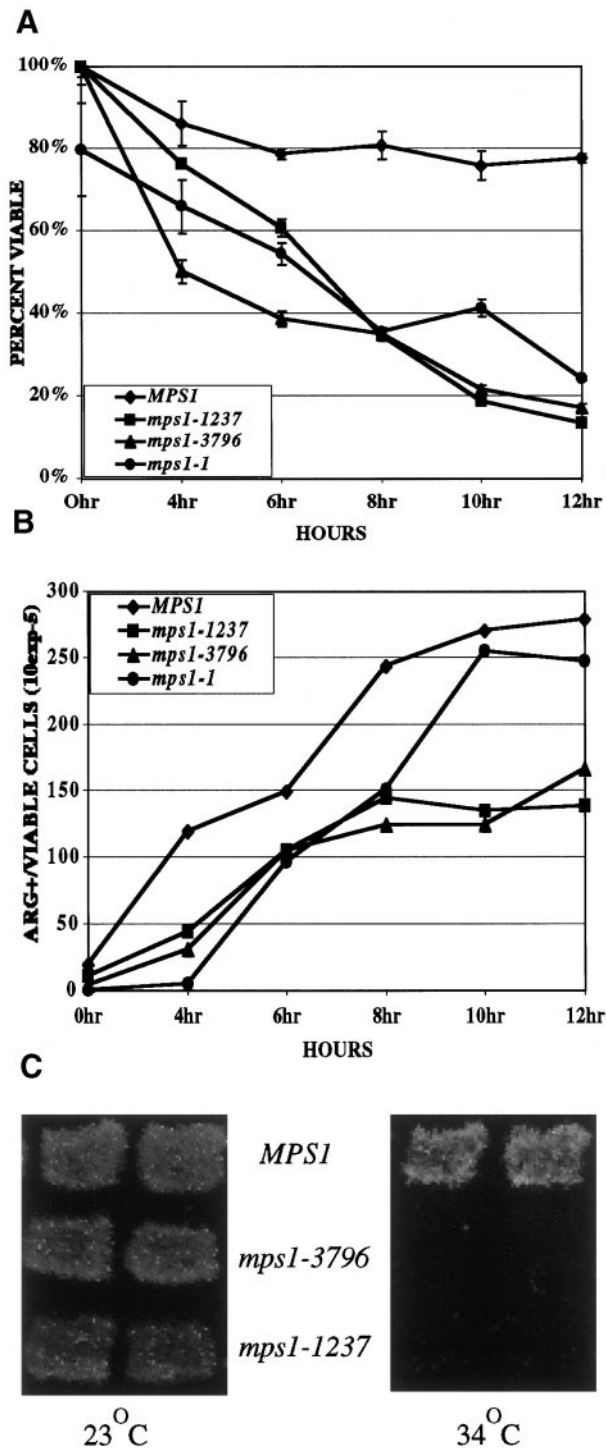 A
100%
80%
60%
40%
20%
0%
PERCENT VIABLE
MPS1
mps1-1237
mps1-3796
mps1-1
Ohr 4hr 6hr 8hr 10hr 12hr
HOURS
B
300
250
200
150
100
50
0
ARG+/VIABLE CELLS (10exp-5)
MPS1
mps1-1237
mps1-3796
mps1-1
0hr 4hr 6hr 8hr 10hr 12hr
HOURS
C
MPS1
mps1-3796
mps1-1237
23°C 34°C